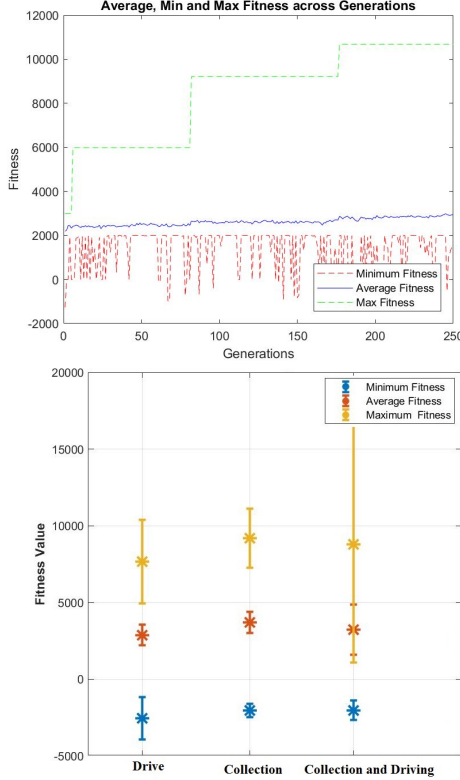 Average, Min and Max Fitness across Generations
12000
10000
8000
6000
4000
2000
0
-2000
Fitness
0
50
100
150
200
250
Generations
Minimum Fitness
Average Fitness
Max Fitness
20000
15000
10000
5000
0
-5000
Fitness Value
Minimum Fitness
Average Fitness
Maximum Fitness
Drive
Collection
Collection and Driving